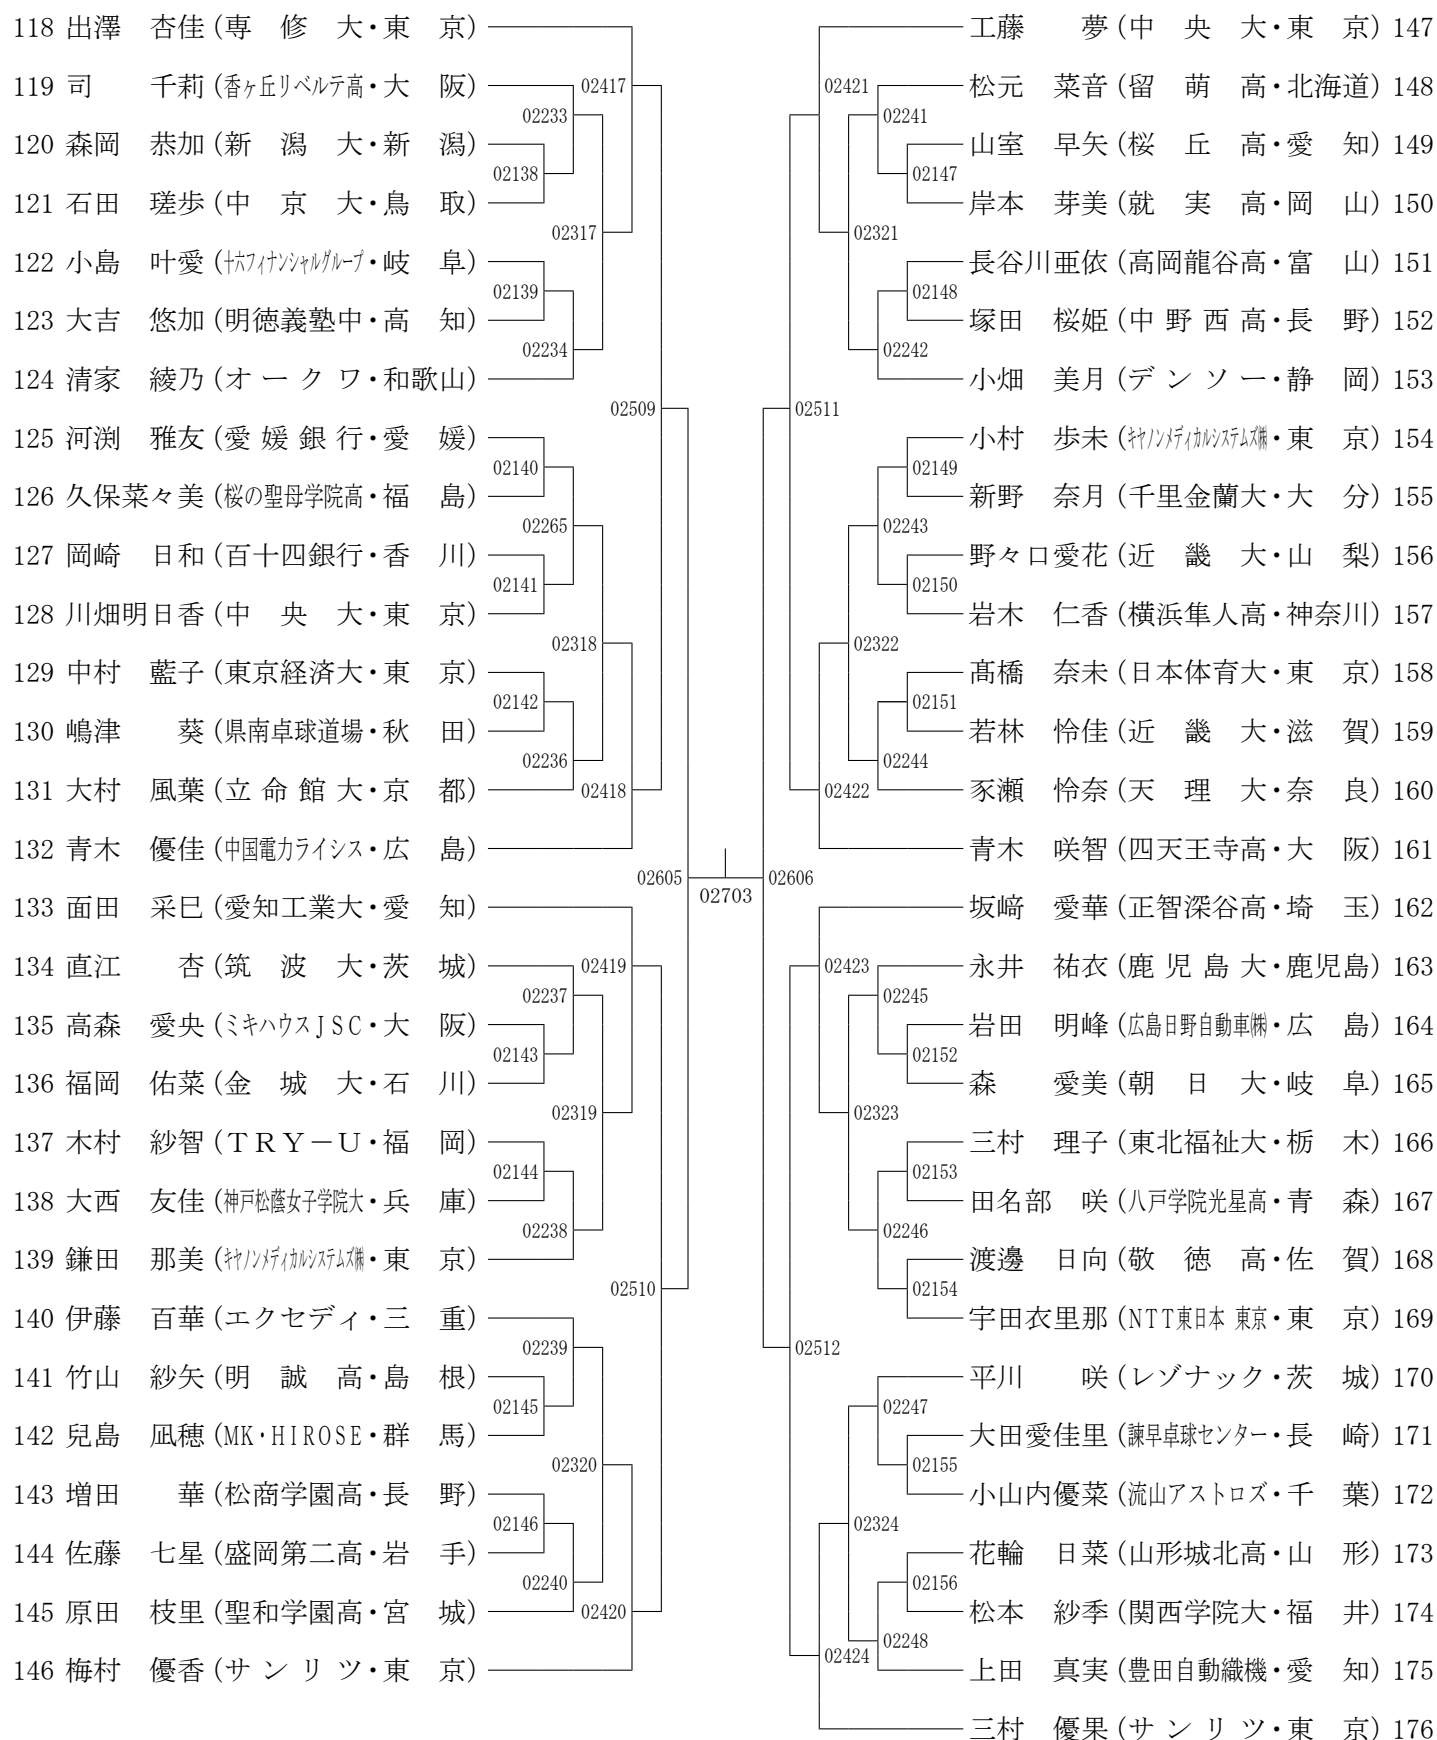 118 出澤 杏佳 (専修大・東京)
119 司 千莉 (香ヶ丘リベルテ高・大阪)
120 森岡 恭加 (新潟大・新潟)
121 石田 瑳歩 (中京大・鳥取)
122 小島 叶愛 (十六フィナンシャルグループ・岐阜)
123 大吉 悠加 (明徳義塾中・高知)
124 清家 綾乃 (オークワ・和歌山)
125 河渕 雅友 (愛媛銀行・愛媛)
126 久保菜々美 (桜の聖母学院高・福島)
127 岡崎 日和 (百十四銀行・香川)
128 川畑明日香 (中央大・東京)
129 中村 藍子 (東京経済大・東京)
130 嶋津 葵 (県南卓球道場・秋田)
131 大村 風葉 (立命館大・京都)
132 青木 優佳 (中国電力ライシス・広島)
133 面田 采巳 (愛知工業大・愛知)
134 直江 杏 (筑波大・茨城)
135 高森 愛央 (ミキハウスJSC・大阪)
136 福岡 佑菜 (金城大・石川)
137 木村 紗智 (TRY－U・福岡)
138 大西 友佳 (神戸松蔭女子学院大・兵庫)
139 鎌田 那美 (キヤノンメディカルシステムズ㈱・東京)
140 伊藤 百華 (エクセディ・三重)
141 竹山 紗矢 (明誠高・島根)
142 兒島 凪穂 (MK・HIROSE・群馬)
143 増田 華 (松商学園高・長野)
144 佐藤 七星 (盛岡第二高・岩手)
145 原田 枝里 (聖和学園高・宮城)
146 梅村 優香 (サンリツ・東京)
02417
02233
02138
02317
02139
02234
02509
02140
02265
02141
02318
02142
02236
02418
02605
02703
02606
02419
02237
02143
02319
02144
02238
02510
02239
02145
02320
02146
02240
02420
02421
02241
02147
02321
02148
02242
02511
02149
02243
02150
02322
02151
02244
02422
02423
02245
02152
02323
02153
02246
02154
02512
02247
02155
02324
02156
02248
02424
工藤 夢 (中央大・東京) 147
松元 菜音 (留萌高・北海道) 148
山室 早矢 (桜丘高・愛知) 149
岸本 芽美 (就実高・岡山) 150
長谷川亜依 (高岡龍谷高・富山) 151
塚田 桜姫 (中野西高・長野) 152
小畑 美月 (デンソー・静岡) 153
小村 歩未 (キヤノンメディカルシステムズ㈱・東京) 154
新野 奈月 (千里金蘭大・大分) 155
野々口愛花 (近畿大・山梨) 156
岩木 仁香 (横浜隼人高・神奈川) 157
髙橋 奈未 (日本体育大・東京) 158
若林 怜佳 (近畿大・滋賀) 159
家瀬 怜奈 (天理大・奈良) 160
青木 咲智 (四天王寺高・大阪) 161
坂﨑 愛華 (正智深谷高・埼玉) 162
永井 祐衣 (鹿児島大・鹿児島) 163
岩田 明峰 (広島日野自動車㈱・広島) 164
森 愛美 (朝日大・岐阜) 165
三村 理子 (東北福祉大・栃木) 166
田名部 咲 (八戸学院光星高・青森) 167
渡邊 日向 (敬徳高・佐賀) 168
宇田衣里那 (NTT東日本 東京・東京) 169
平川 咲 (レゾナック・茨城) 170
大田愛佳里 (諫早卓球センター・長崎) 171
小山内優菜 (流山アストロズ・千葉) 172
花輪 日菜 (山形城北高・山形) 173
松本 紗季 (関西学院大・福井) 174
上田 真実 (豊田自動織機・愛知) 175
三村 優果 (サンリツ・東京) 176